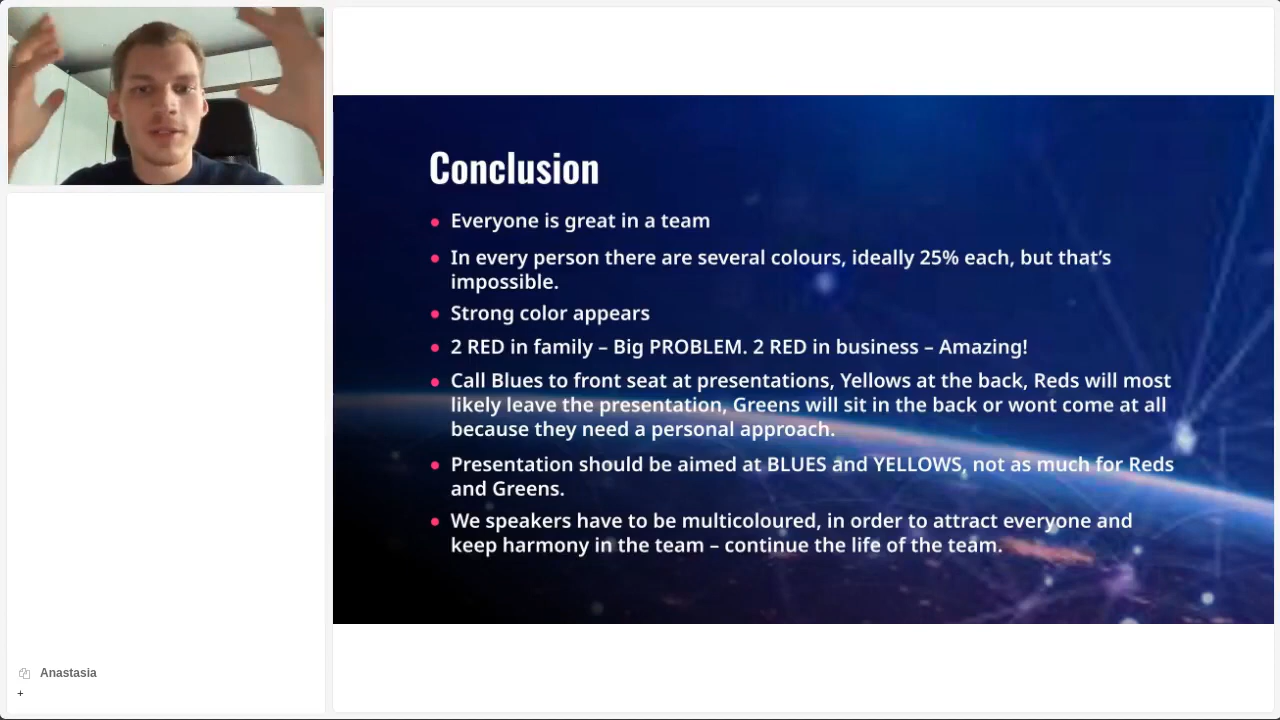 Conclusion
Everyone is great in a team
In every person there are several colours, ideally 25% each, but that's
impossible.
Strong color appears
2 RED in family – Big PROBLEM. 2 RED in business – Amazing!
Call Blues to front seat at presentations, Yellows at the back, Reds will most
likely leave the presentation, Greens will sit in the back or wont come at all
because they need a personal approach.
Presentation should be aimed at BLUES and YELLOWS, not as much for Reds
and Greens.
We speakers have to be multicoloured, in order to attract everyone and
keep harmony in the team – continue the life of the team.
Anastasia
+